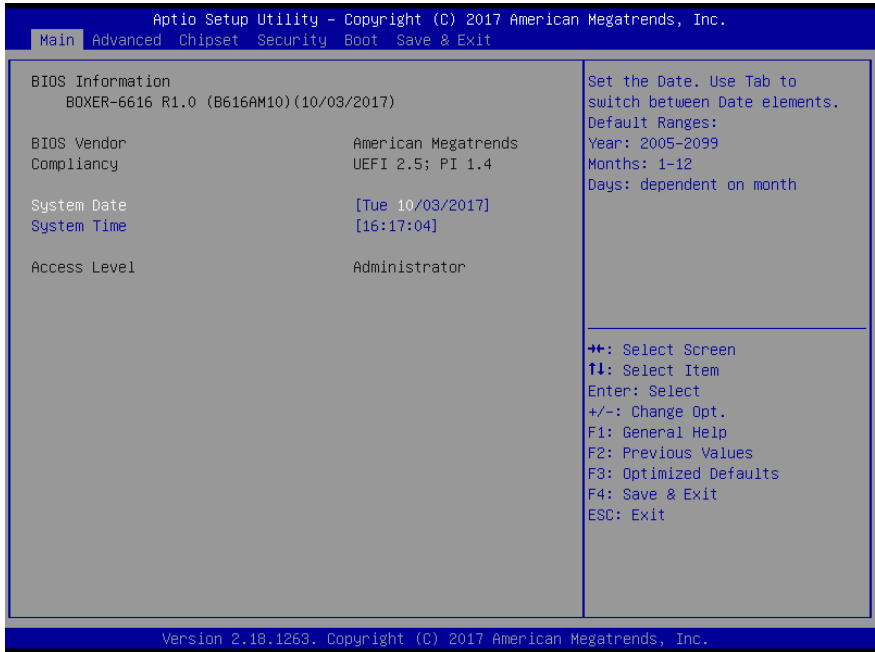 Aptio Setup Utility – Copyright (C) 2017 American Megatrends, Inc.
Main Advanced Chipset Security Boot Save & Exit
BIOS Information
BOXER-6616 R1.0 (B616AM10)(10/03/2017)
BIOS Vendor American Megatrends
Compliancy UEFI 2.5; PI 1.4
System Date [Tue 10/03/2017]
System Time [16:17:04]
Access Level Administrator
Set the Date. Use Tab to
switch between Date elements.
Default Ranges:
Year: 2005-2099
Months: 1-12
Days: dependent on month
→←: Select Screen
↑↓: Select Item
Enter: Select
+/-: Change Opt.
F1: General Help
F2: Previous Values
F3: Optimized Defaults
F4: Save & Exit
ESC: Exit
Version 2.18.1263. Copyright (C) 2017 American Megatrends, Inc.